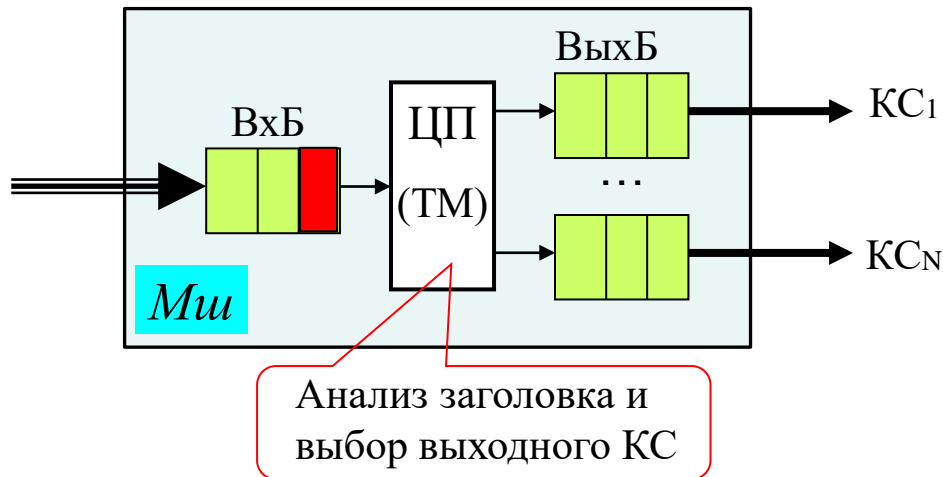 ВыхБ
КС1
ВхБ
ЦП
(ТМ)
...
КСN
Мш
Анализ заголовка и
выбор выходного КС